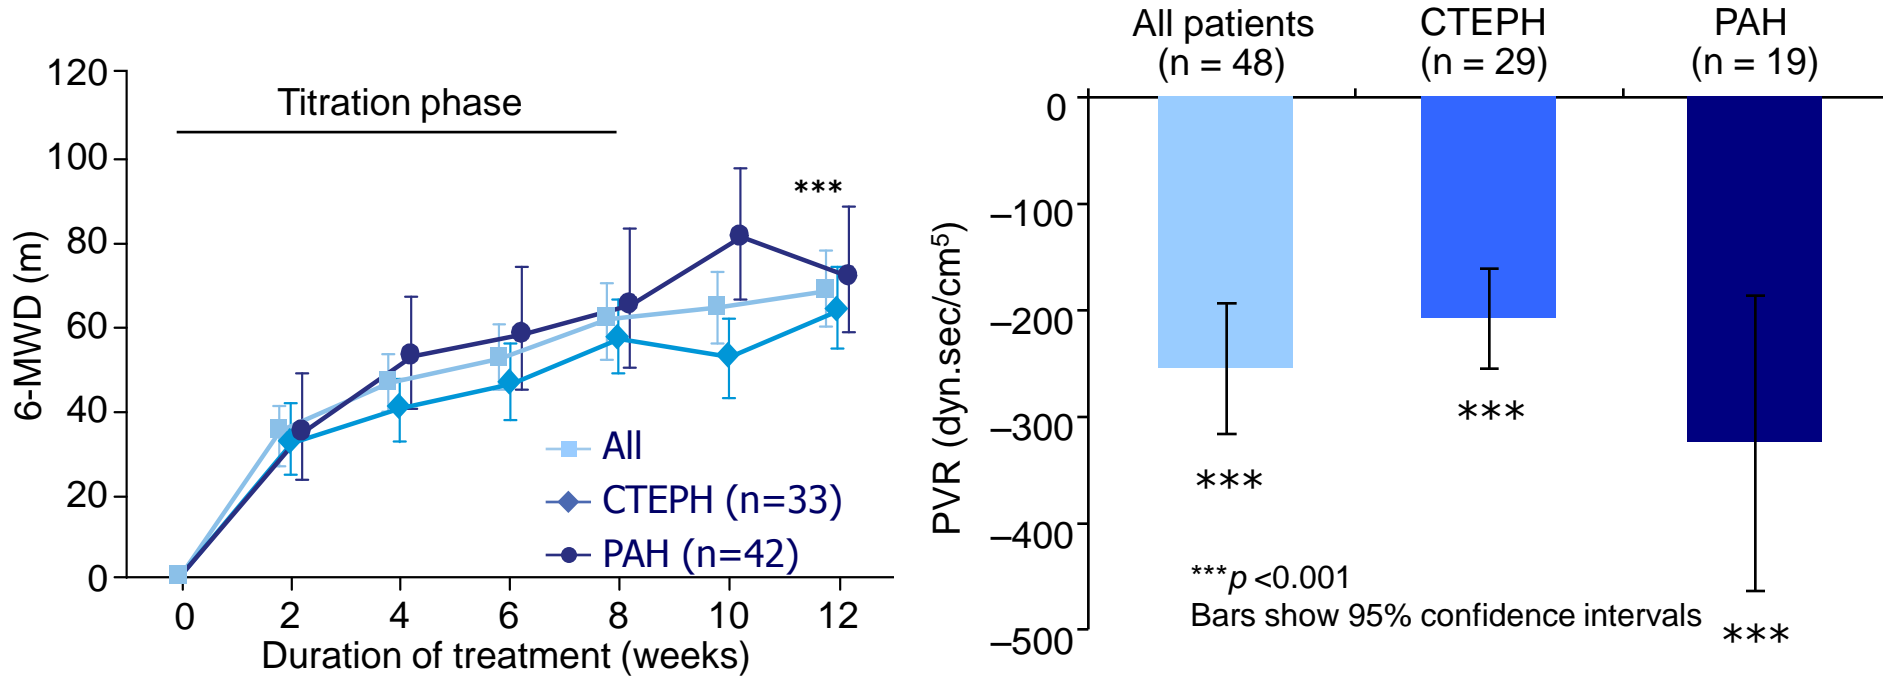 120
100
80
60
40
20
0
6-MWD (m)
Titration phase
***
All
CTEPH (n=33)
PAH (n=42)
0 2 4 6 8 10 12
Duration of treatment (weeks)
All patients
(n = 48)
CTEPH
(n = 29)
PAH
(n = 19)
0
–100
–200
–300
–400
–500
PVR (dyn.sec/cm⁵)
***
***
***
***p <0.001
Bars show 95% confidence intervals